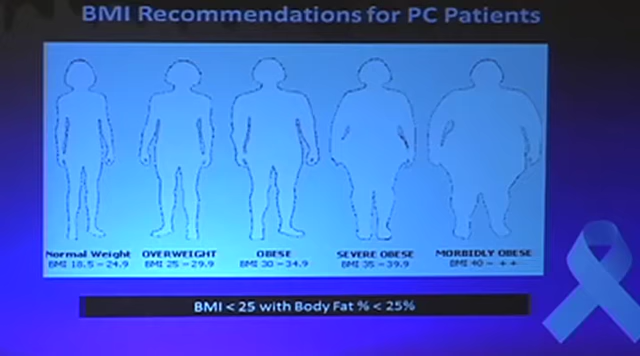 BMI Recommendations for PC Patients
Normal Weight OVERWEIGHT OBESE SEVERE OBESE MORBIDLY OBESE
BMI 18.5 - 24.9 BMI 25 - 29.9 BMI 30 - 34.9 BMI 35 - 39.9 BMI 40 - + +
BMI < 25 with Body Fat % < 25%